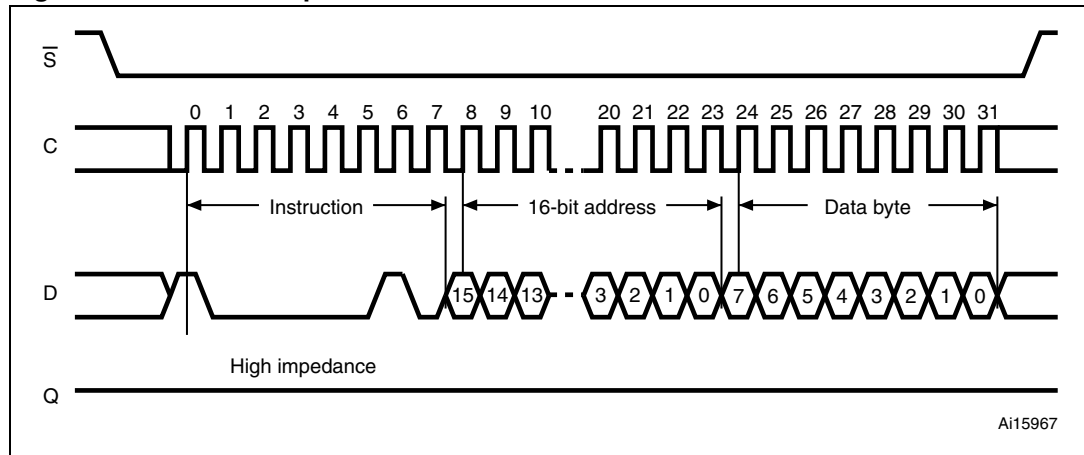 S
0 1 2 3 4 5 6 7 8 9 10 20 21 22 23 24 25 26 27 28 29 30 31
C
Instruction 16-bit address Data byte
D 15 14 13 3 2 1 0 7 6 5 4 3 2 1 0
High impedance
Q
Ai15967